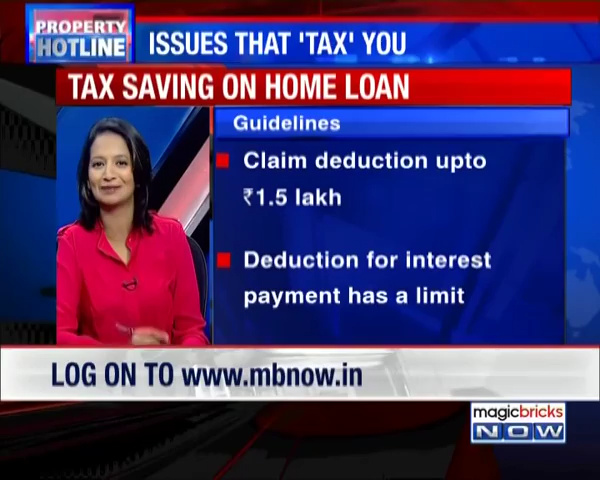 PROPERTY
HOTLINE
ISSUES THAT 'TAX' YOU
TAX SAVING ON HOME LOAN
Guidelines
Claim deduction upto
₹1.5 lakh
Deduction for interest
payment has a limit
LOG ON TO www.mbnow.in
magicbricks
NOW